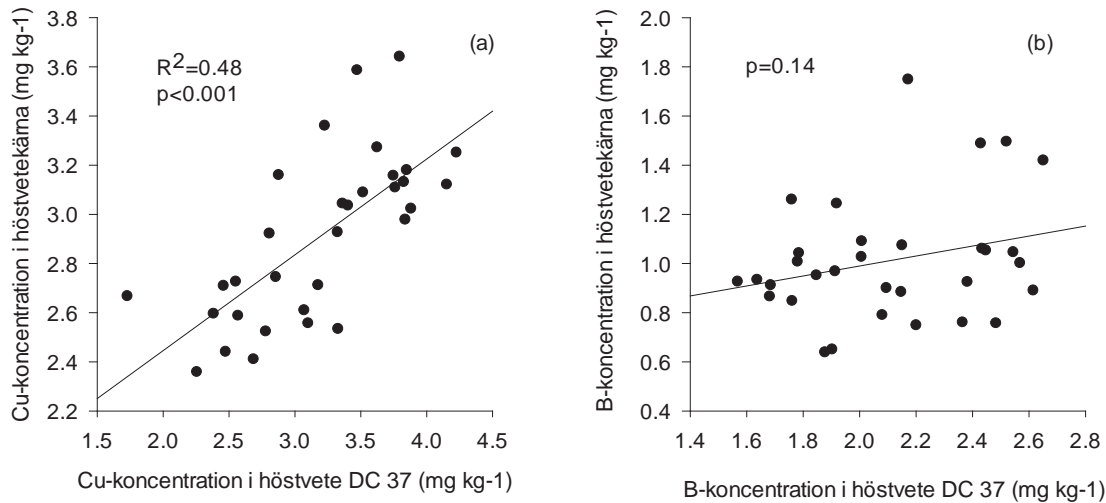 (a)
R2=0.48
p<0.001
Cu-koncentration i höstvetekärna (mg kg-1)
3.8
3.6
3.4
3.2
3.0
2.8
2.6
2.4
2.2
1.5 2.0 2.5 3.0 3.5 4.0 4.5
Cu-koncentration i höstvete DC 37 (mg kg-1)
(b)
p=0.14
B-koncentration i höstvetekärna (mg kg-1)
2.0
1.8
1.6
1.4
1.2
1.0
0.8
0.6
0.4
1.4 1.6 1.8 2.0 2.2 2.4 2.6 2.8
B-koncentration i höstvete DC 37 (mg kg-1)